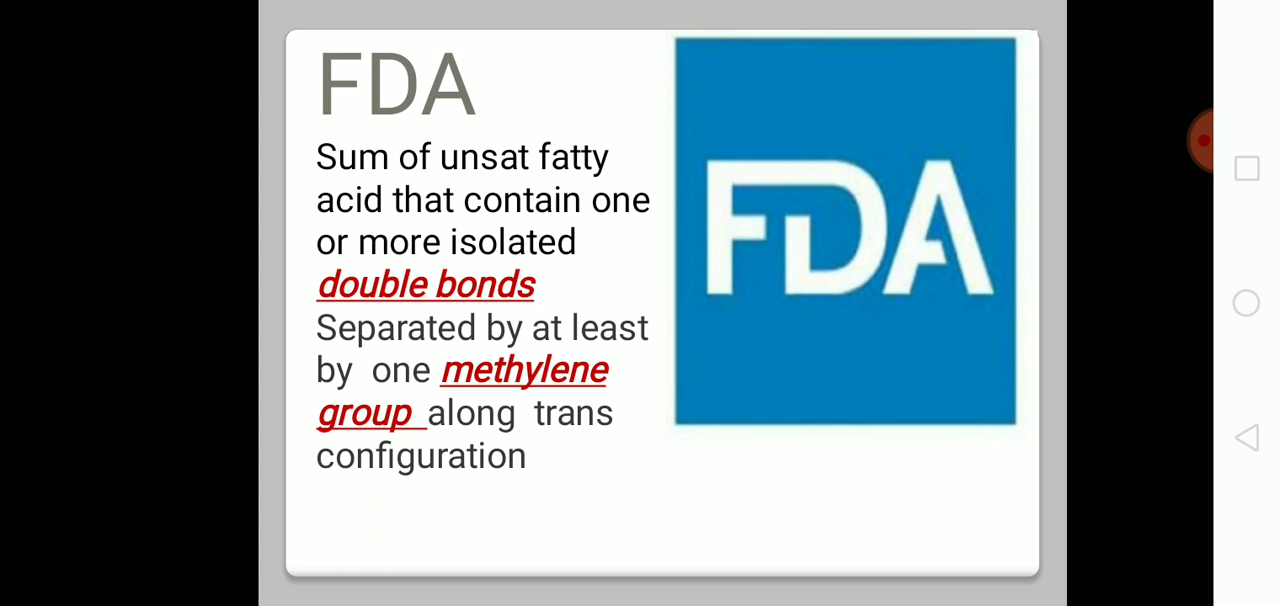 FDA
Sum of unsat fatty
acid that contain one
or more isolated
double bonds
Separated by at least
by  one methylene
group  along  trans
configuration
FDA